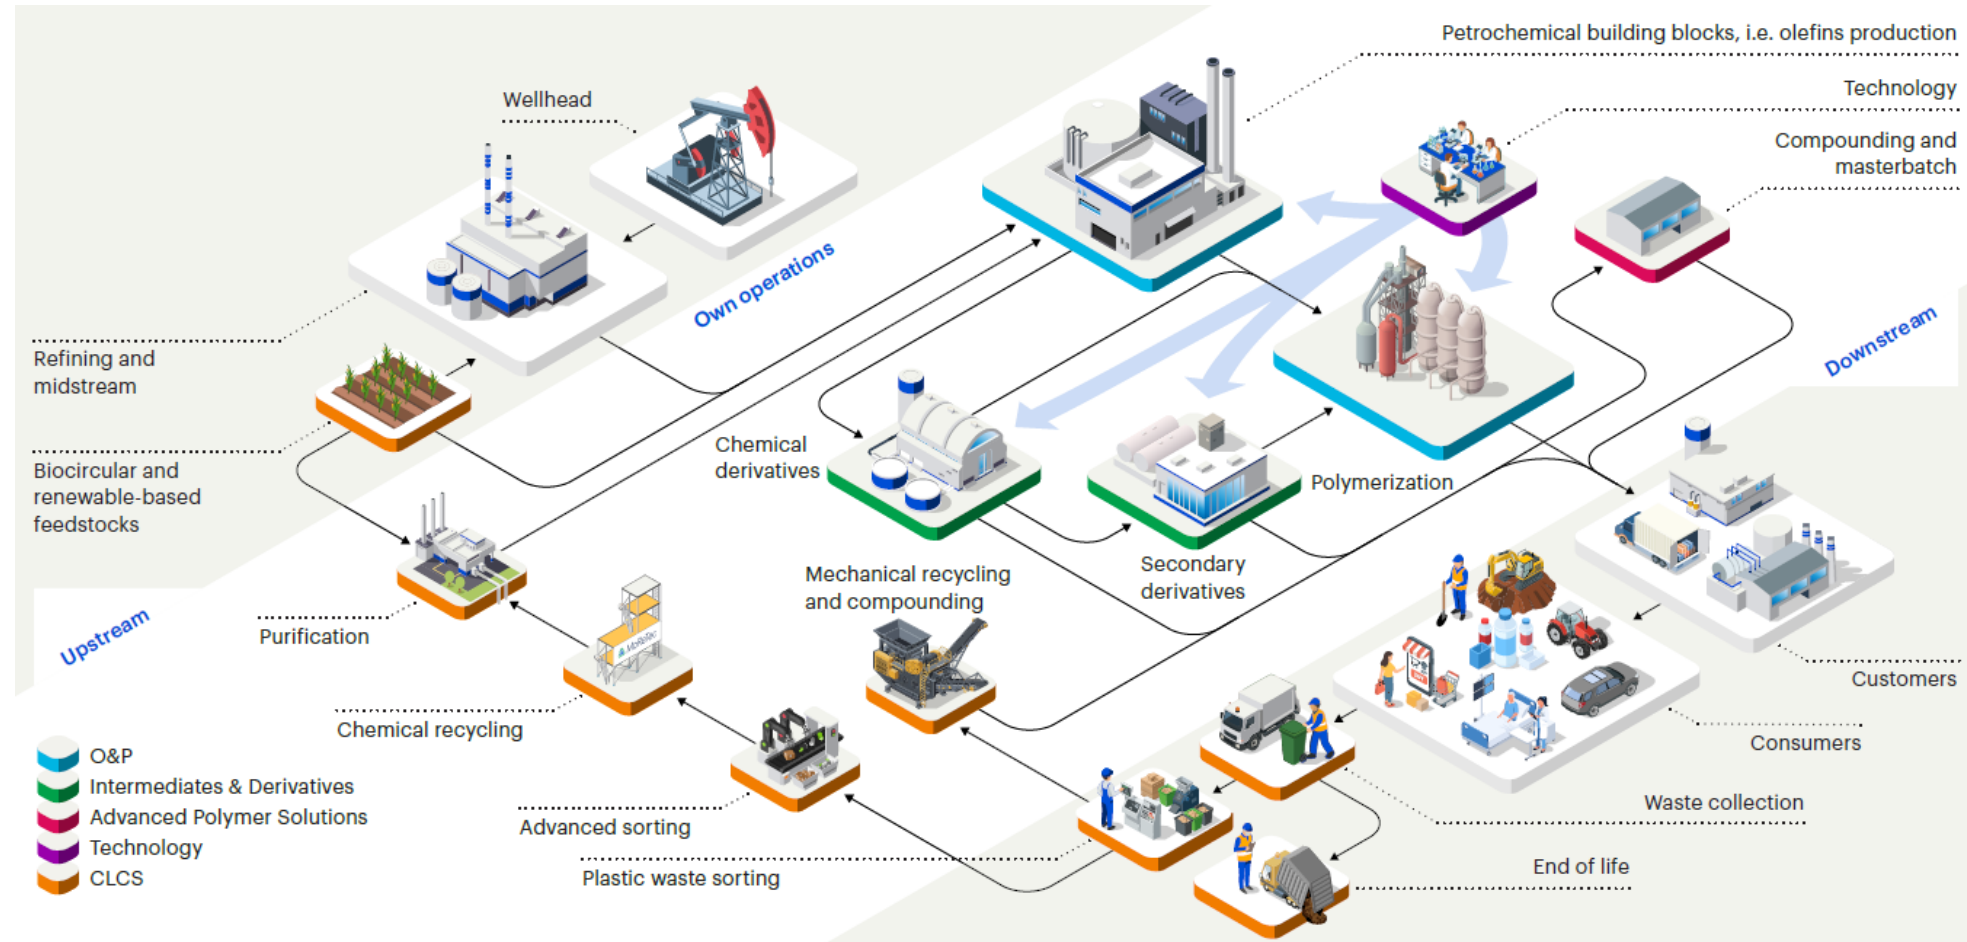 Petrochemical building blocks, i.e. olefins production
Technology
Compounding and
masterbatch
Wellhead
Own operations
Refining and
midstream
Downstream
Biocircular and
renewable-based
feedstocks
Chemical
derivatives
Polymerization
Secondary
derivatives
Mechanical recycling
and compounding
Upstream
Purification
MoReTec
Chemical recycling
Customers
Consumers
Waste collection
Advanced sorting
Plastic waste sorting
End of life
O&P
Intermediates & Derivatives
Advanced Polymer Solutions
Technology
CLCS